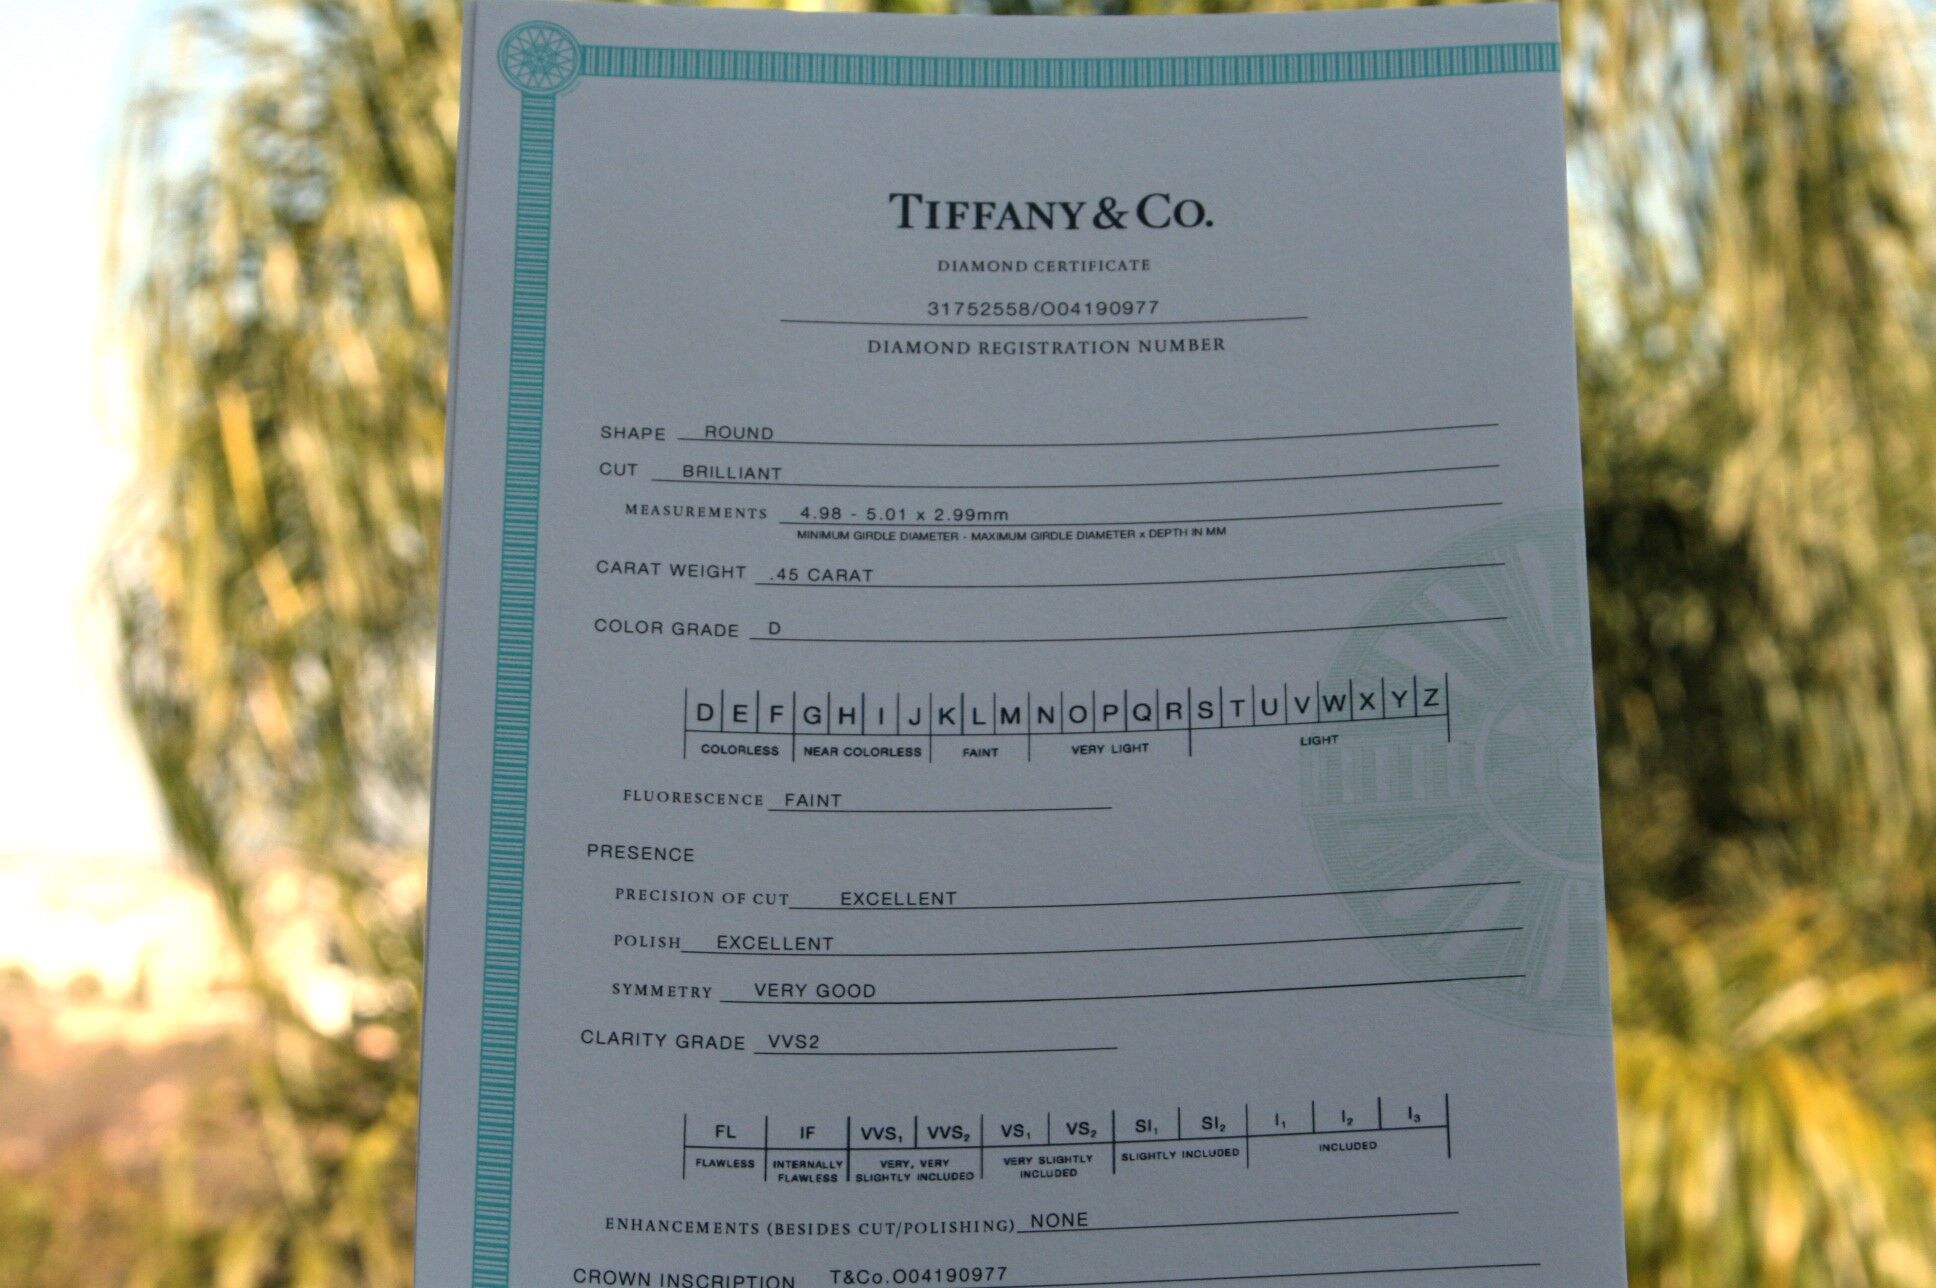 TIFFANY & CO.
DIAMOND CERTIFICATE
31752558/O04190977
DIAMOND REGISTRATION NUMBER
SHAPE ROUND
CUT BRILLIANT
MEASUREMENTS 4.98 - 5.01 x 2.99mm
MINIMUM GIRDLE DIAMETER - MAXIMUM GIRDLE DIAMETER x DEPTH IN MM
CARAT WEIGHT .45 CARAT
COLOR GRADE D
D E F G H I J K L M N O P Q R S T U V W X Y Z
COLORLESS NEAR COLORLESS FAINT VERY LIGHT LIGHT
FLUORESCENCE FAINT
PRESENCE
PRECISION OF CUT EXCELLENT
POLISH EXCELLENT
SYMMETRY VERY GOOD
CLARITY GRADE VVS2
FL IF VVS1 VVS2 VS1 VS2 SI1 SI2 I1 I2 I3
FLAWLESS INTERNALLY FLAWLESS VERY, VERY SLIGHTLY INCLUDED VERY SLIGHTLY INCLUDED SLIGHTLY INCLUDED INCLUDED
ENHANCEMENTS (BESIDES CUT/POLISHING) NONE
CROWN INSCRIPTION T&Co.O04190977